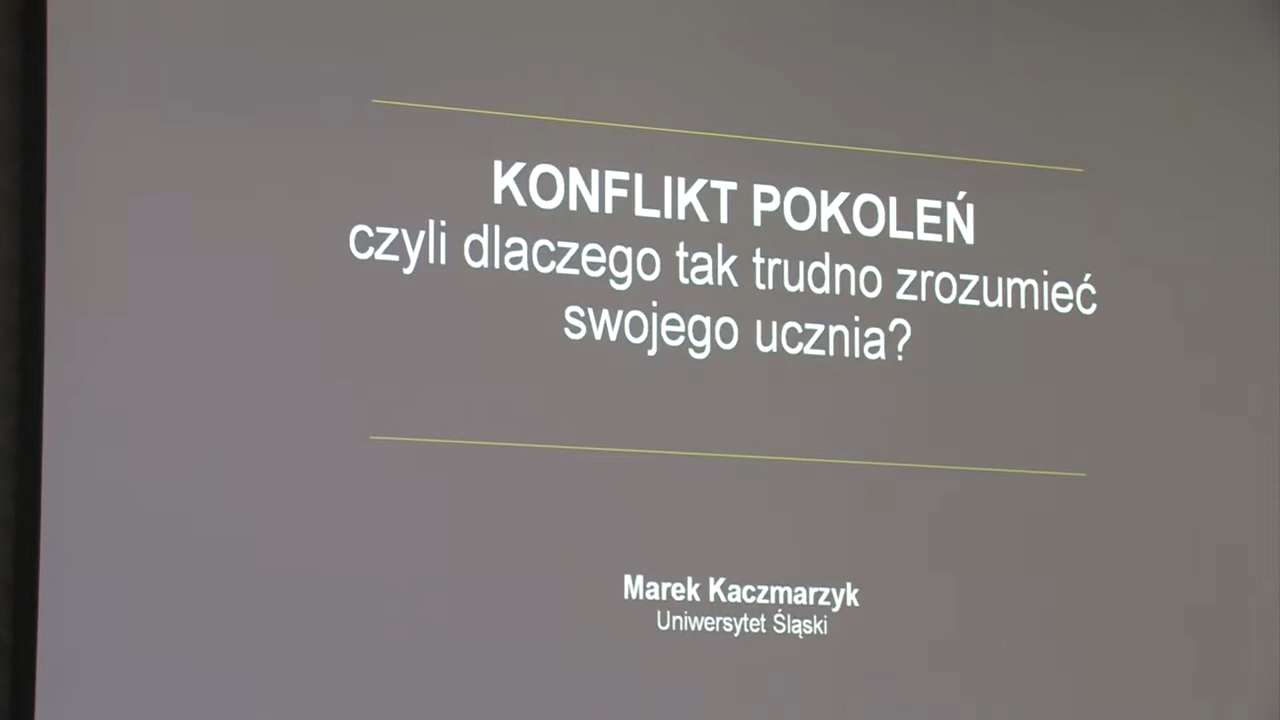 KONFLIKT POKOLEŃ
czyli dlaczego tak trudno zrozumieć
swojego ucznia?
Marek Kaczmarzyk
Uniwersytet Śląski